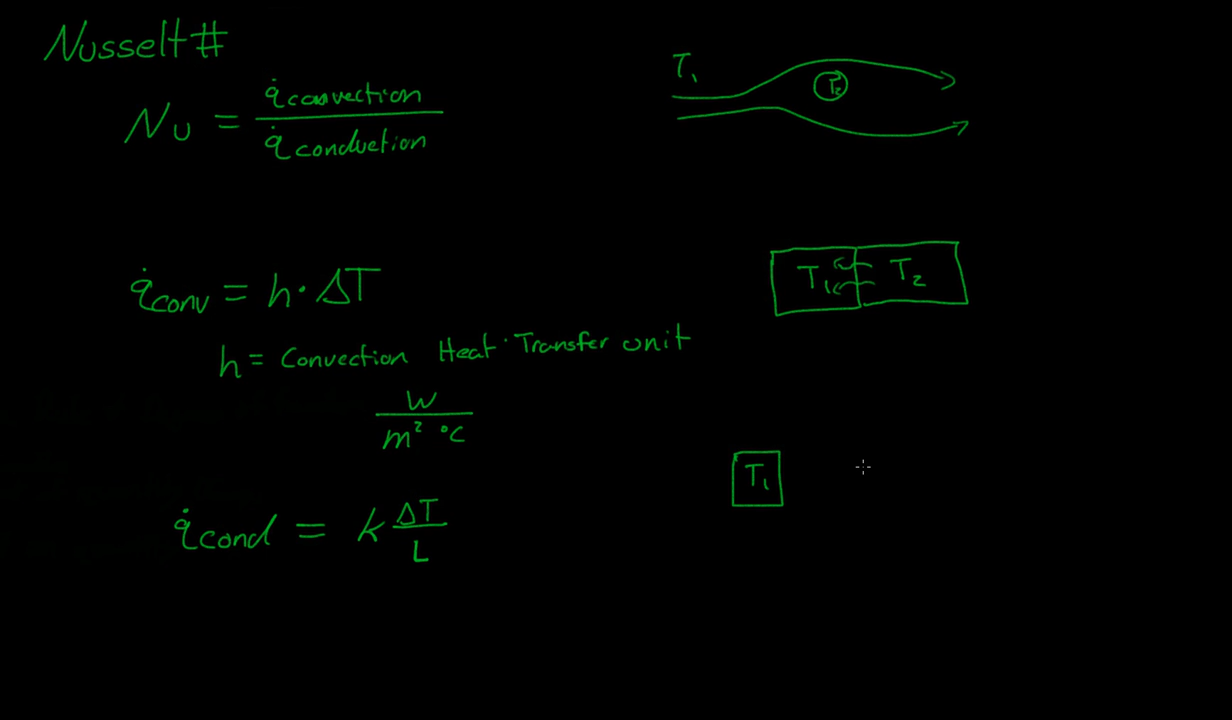 Nusselt #
Nu = q̇convection / q̇conduction
T₁
T₂
q̇conv = h · ΔT
T₁ T₂
h = Convection Heat · Transfer unit
W / m² °C
T₁
q̇cond = k ΔT / L